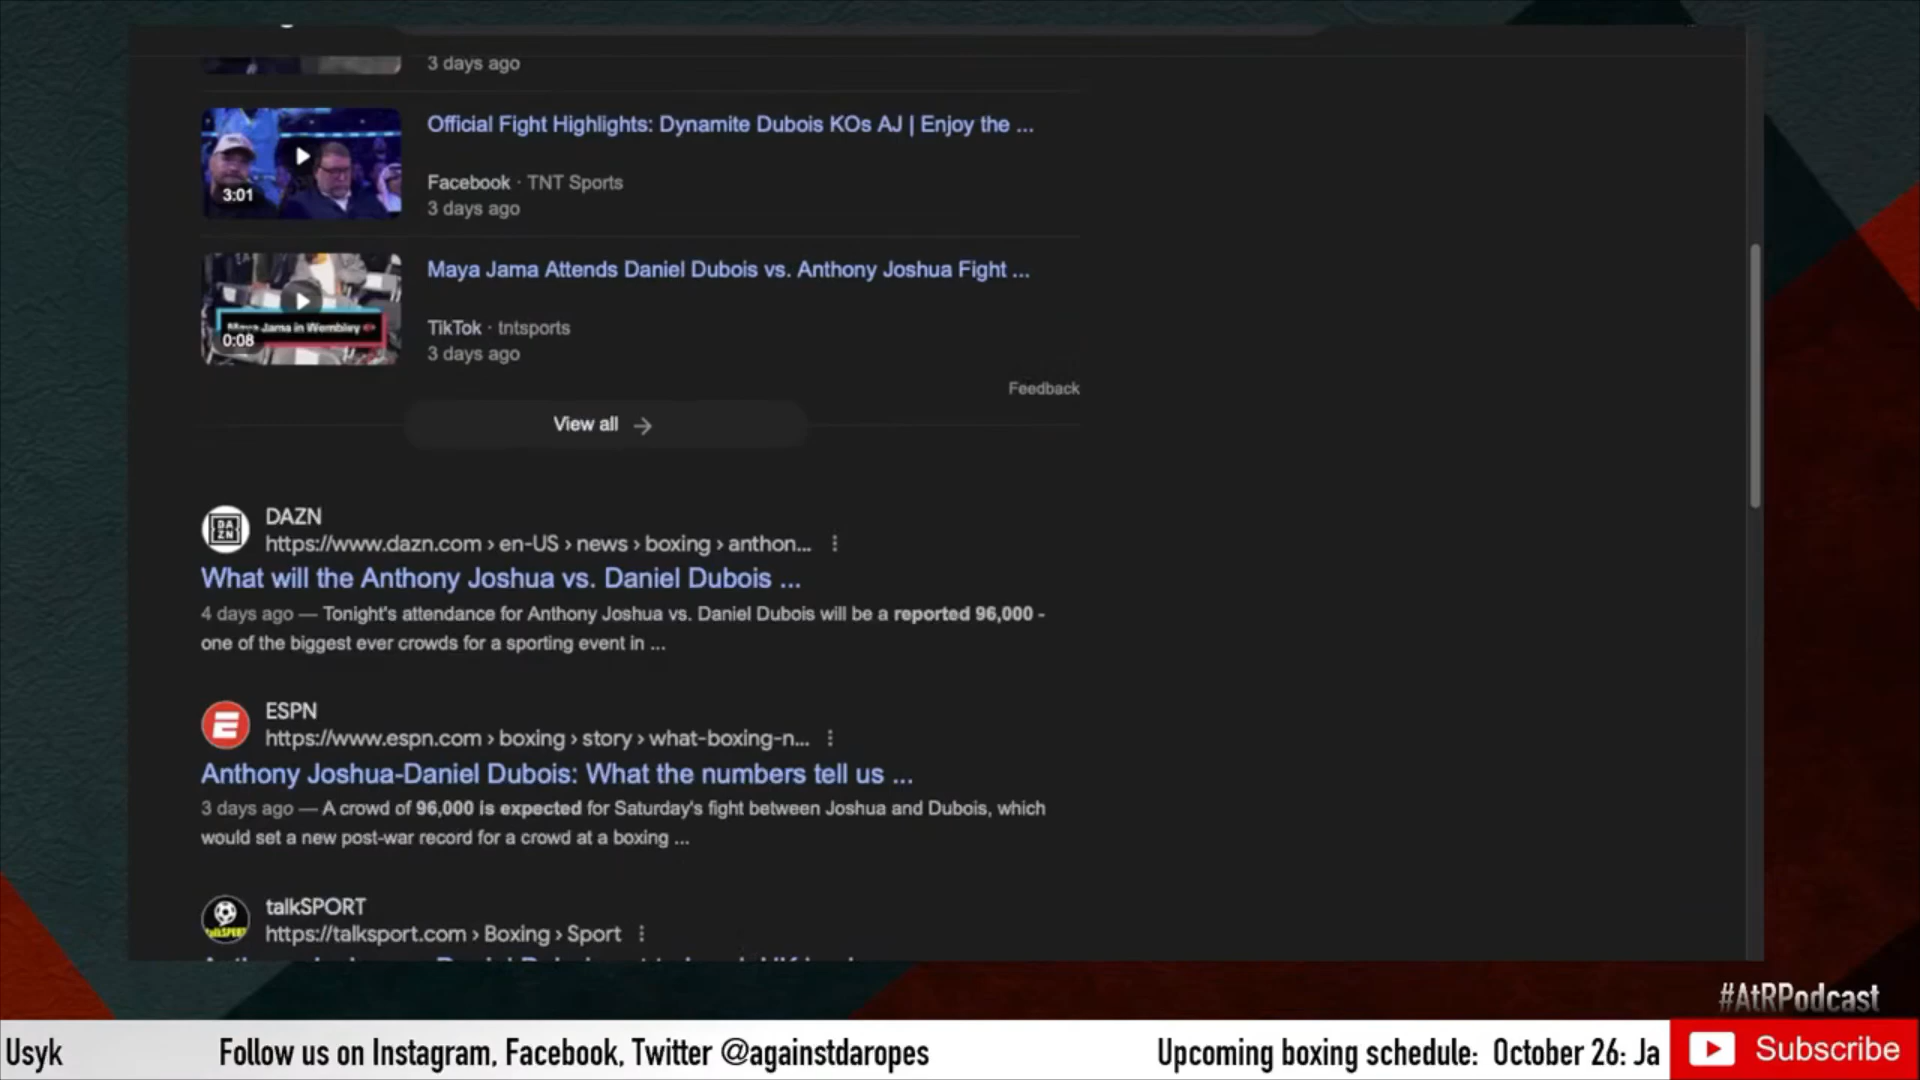 3 days ago
Official Fight Highlights: Dynamite Dubois KOs AJ | Enjoy the ...
3:01
Facebook · TNT Sports
3 days ago
Maya Jama Attends Daniel Dubois vs. Anthony Joshua Fight ...
Maya Jama in Wembley
0:08
TikTok · tntsports
3 days ago
Feedback
View all →
DAZN
https://www.dazn.com › en-US › news › boxing › anthon...
What will the Anthony Joshua vs. Daniel Dubois ...
4 days ago — Tonight's attendance for Anthony Joshua vs. Daniel Dubois will be a reported 96,000 -
one of the biggest ever crowds for a sporting event in ...
ESPN
https://www.espn.com › boxing › story › what-boxing-n...
Anthony Joshua-Daniel Dubois: What the numbers tell us ...
3 days ago — A crowd of 96,000 is expected for Saturday's fight between Joshua and Dubois, which
would set a new post-war record for a crowd at a boxing ...
talkSPORT
https://talksport.com › Boxing › Sport
#AtRPodcast
Usyk
Follow us on Instagram, Facebook, Twitter @againstdaropes
Upcoming boxing schedule: October 26: Ja
Subscribe